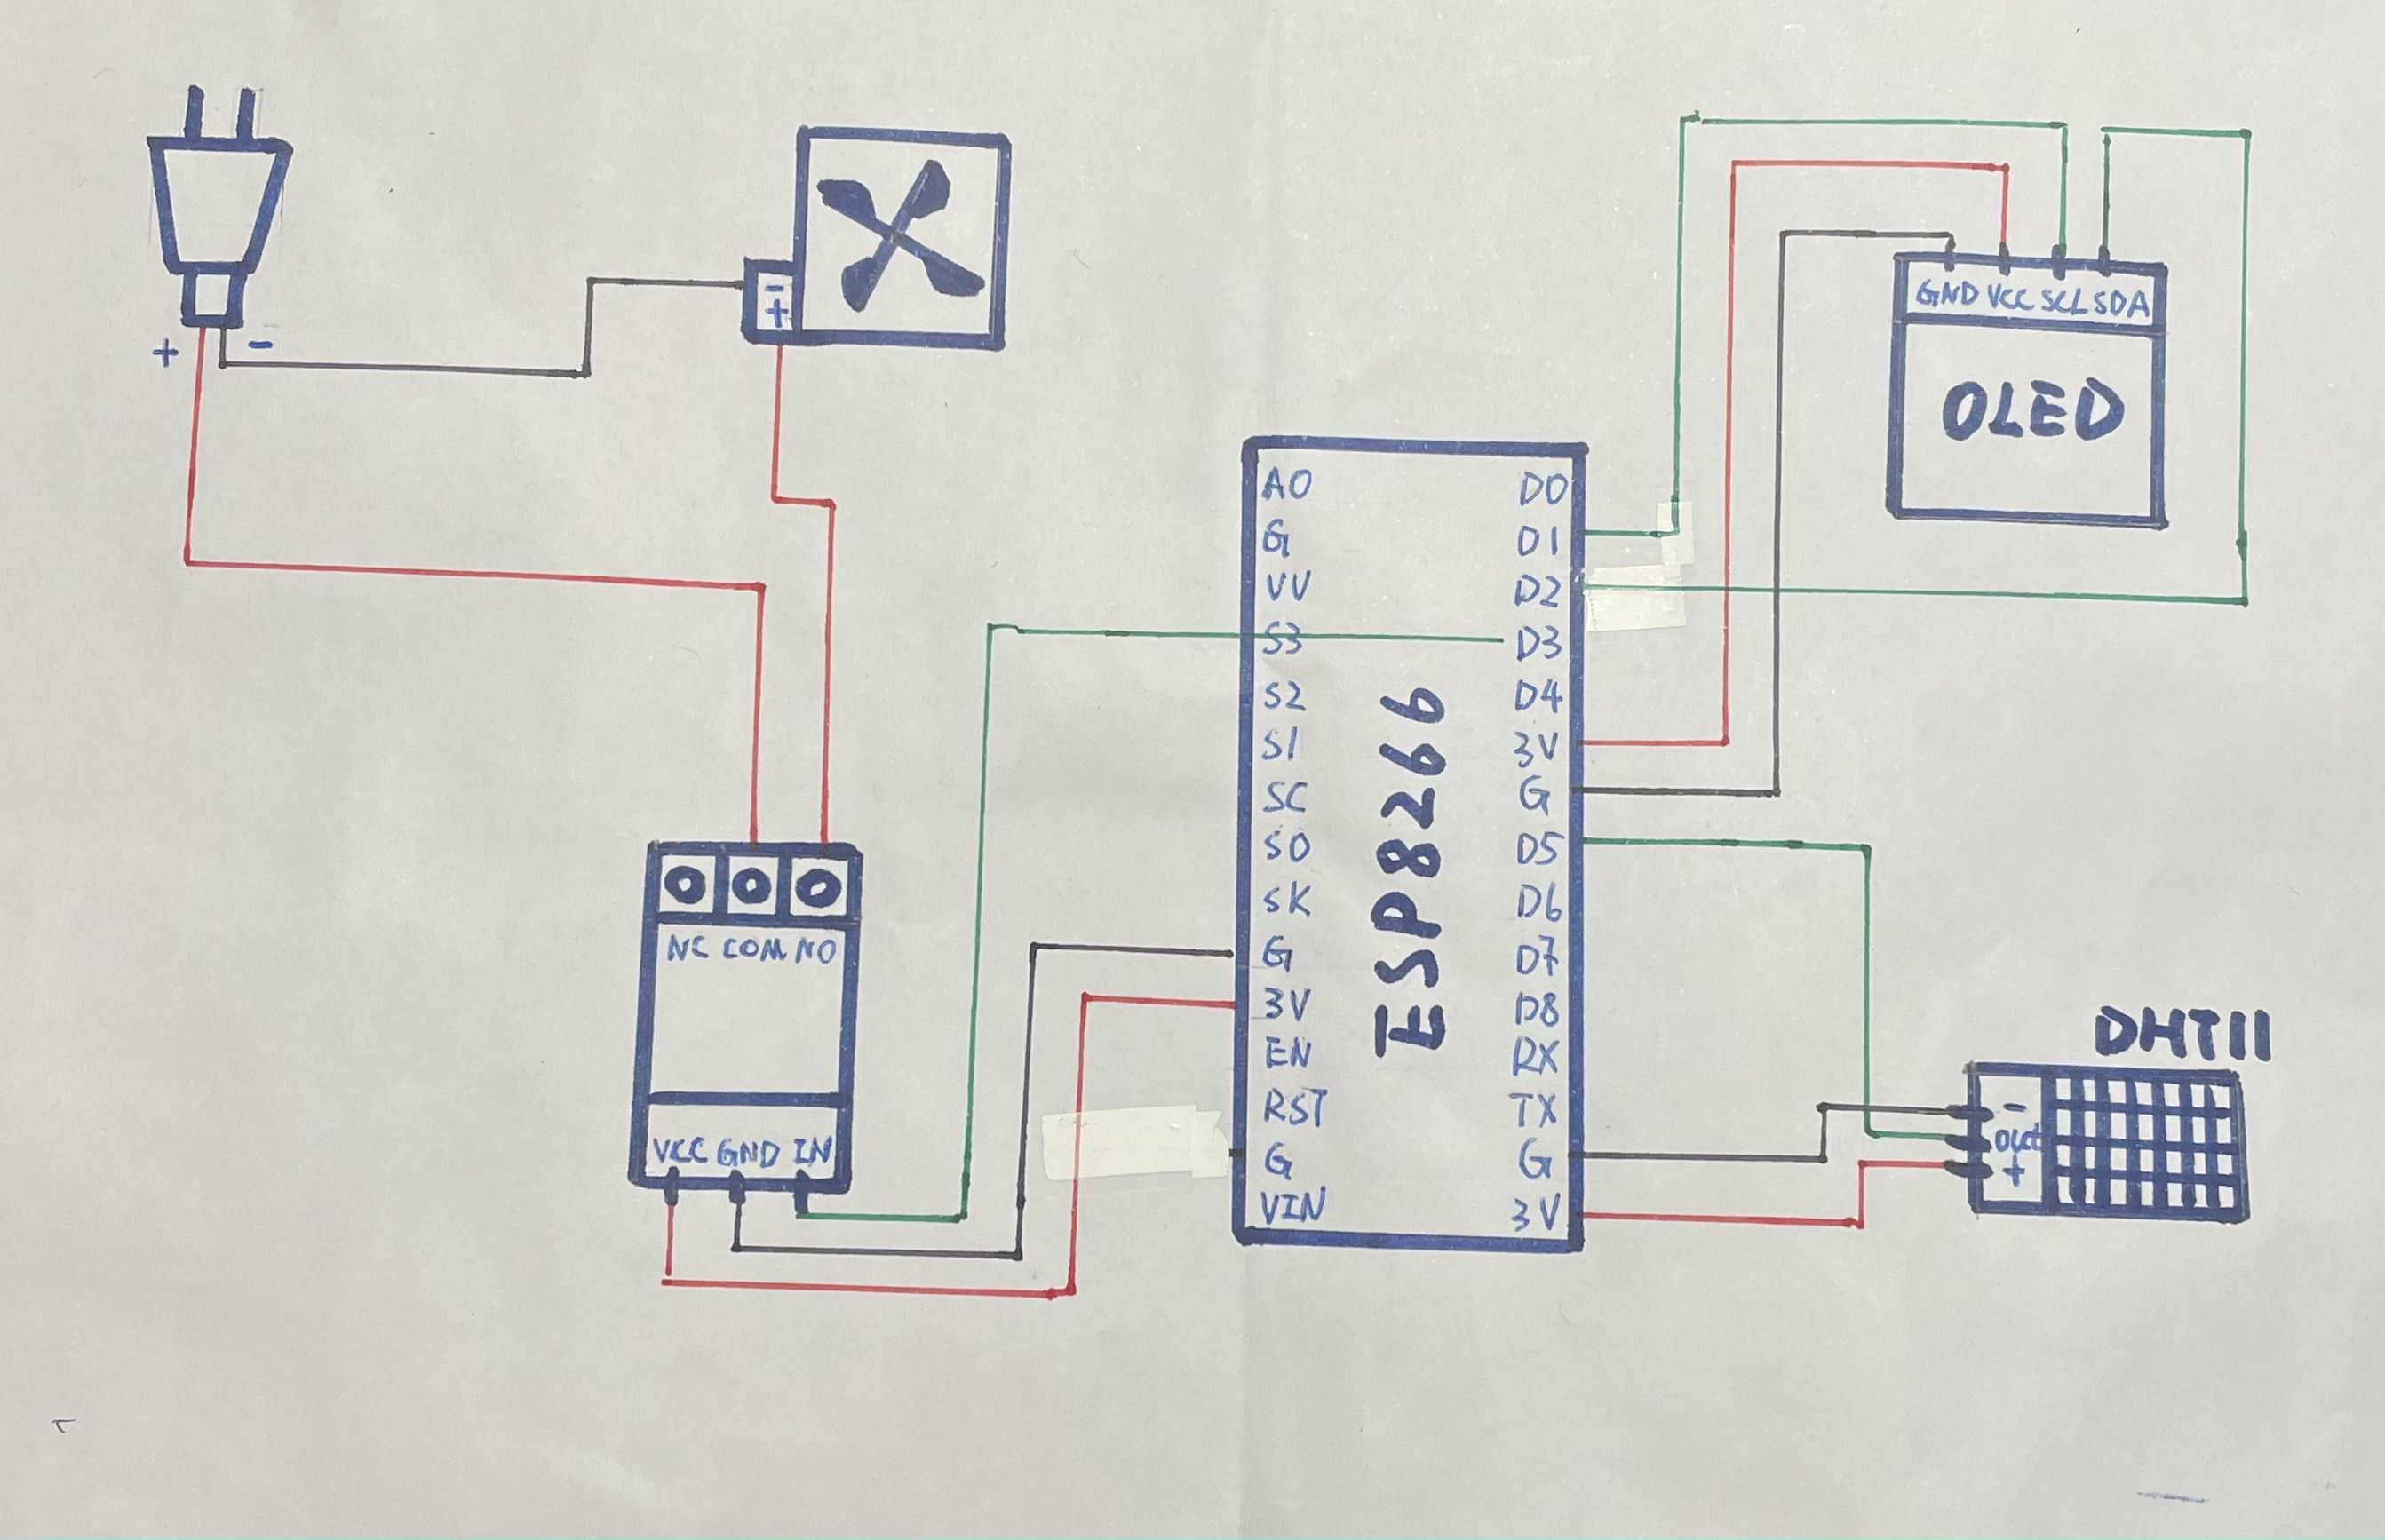 + -
-
+
GND VCC SCL SDA
OLED
A0 D0
G D1
VV D2
S3 D3
S2 D4
S1 3V
SC G
S0 D5
SK D6
G D7
3V D8
EN RX
RST TX
G G
VIN 3V
ESP8266
NC COM NO
VCC GND IN
DHT11
-
out
+